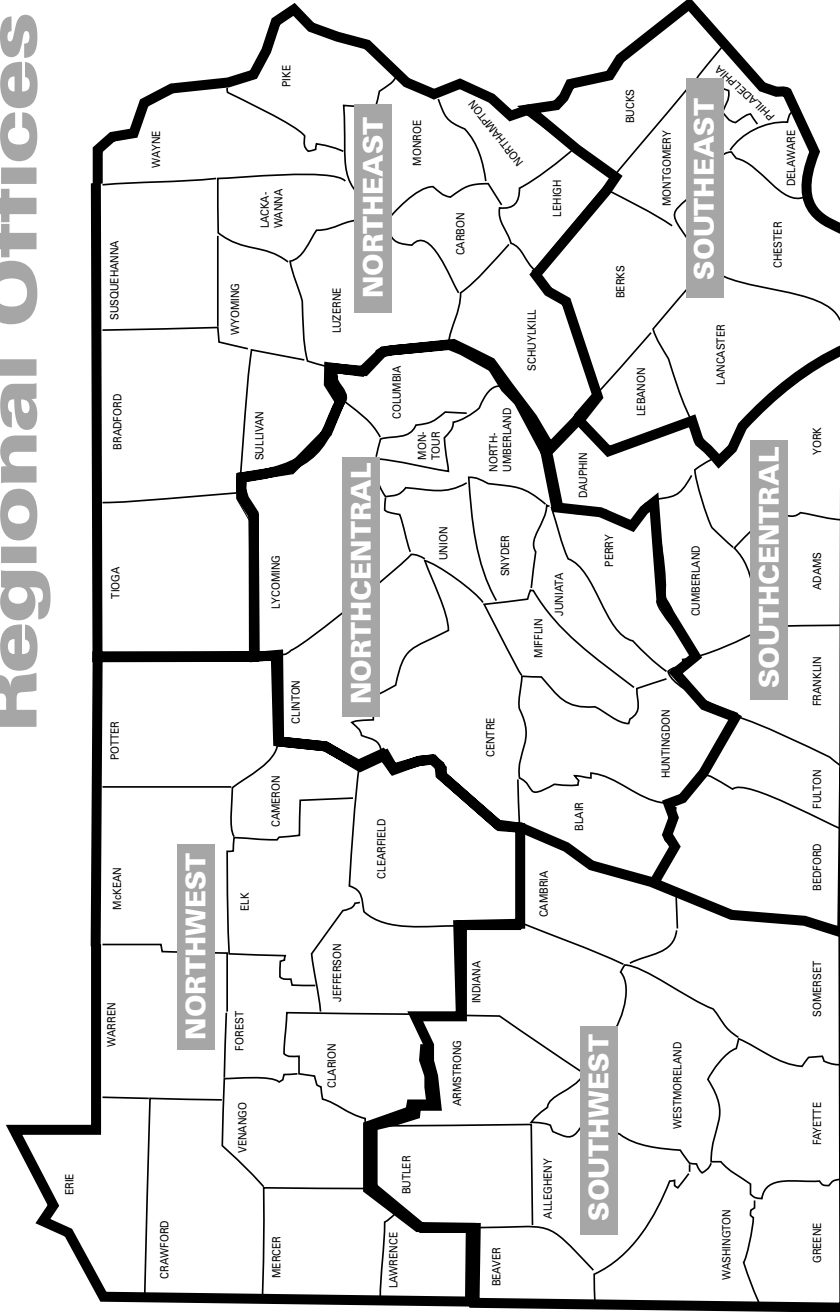 Regional Offices
ERIE
CRAWFORD
MERCER
LAWRENCE
BEAVER
WARREN
FOREST
VENANGO
CLARION
BUTLER
ARMSTRONG
ALLEGHENY
WASHINGTON
GREENE
FAYETTE
WESTMORELAND
SOMERSET
INDIANA
CAMBRIA
SOUTHWEST
McKEAN
POTTER
NORTHWEST
ELK
CAMERON
JEFFERSON
CLEARFIELD
TIOGA
BRADFORD
SUSQUEHANNA
WAYNE
PIKE
LACKA-
WANNA
WYOMING
SULLIVAN
LUZERNE
NORTHEAST
MONROE
NORTHAMPTON
CARBON
LEHIGH
SCHUYLKILL
LYCOMING
CLINTON
NORTHCENTRAL
COLUMBIA
MON-
TOUR
NORTH-
UMBERLAND
UNION
SNYDER
CENTRE
MIFFLIN
JUNIATA
BLAIR
HUNTINGDON
PERRY
DAUPHIN
CUMBERLAND
SOUTHCENTRAL
YORK
ADAMS
FRANKLIN
FULTON
BEDFORD
LEBANON
LANCASTER
BERKS
SOUTHEAST
BUCKS
MONTGOMERY
PHILADELPHIA
DELAWARE
CHESTER